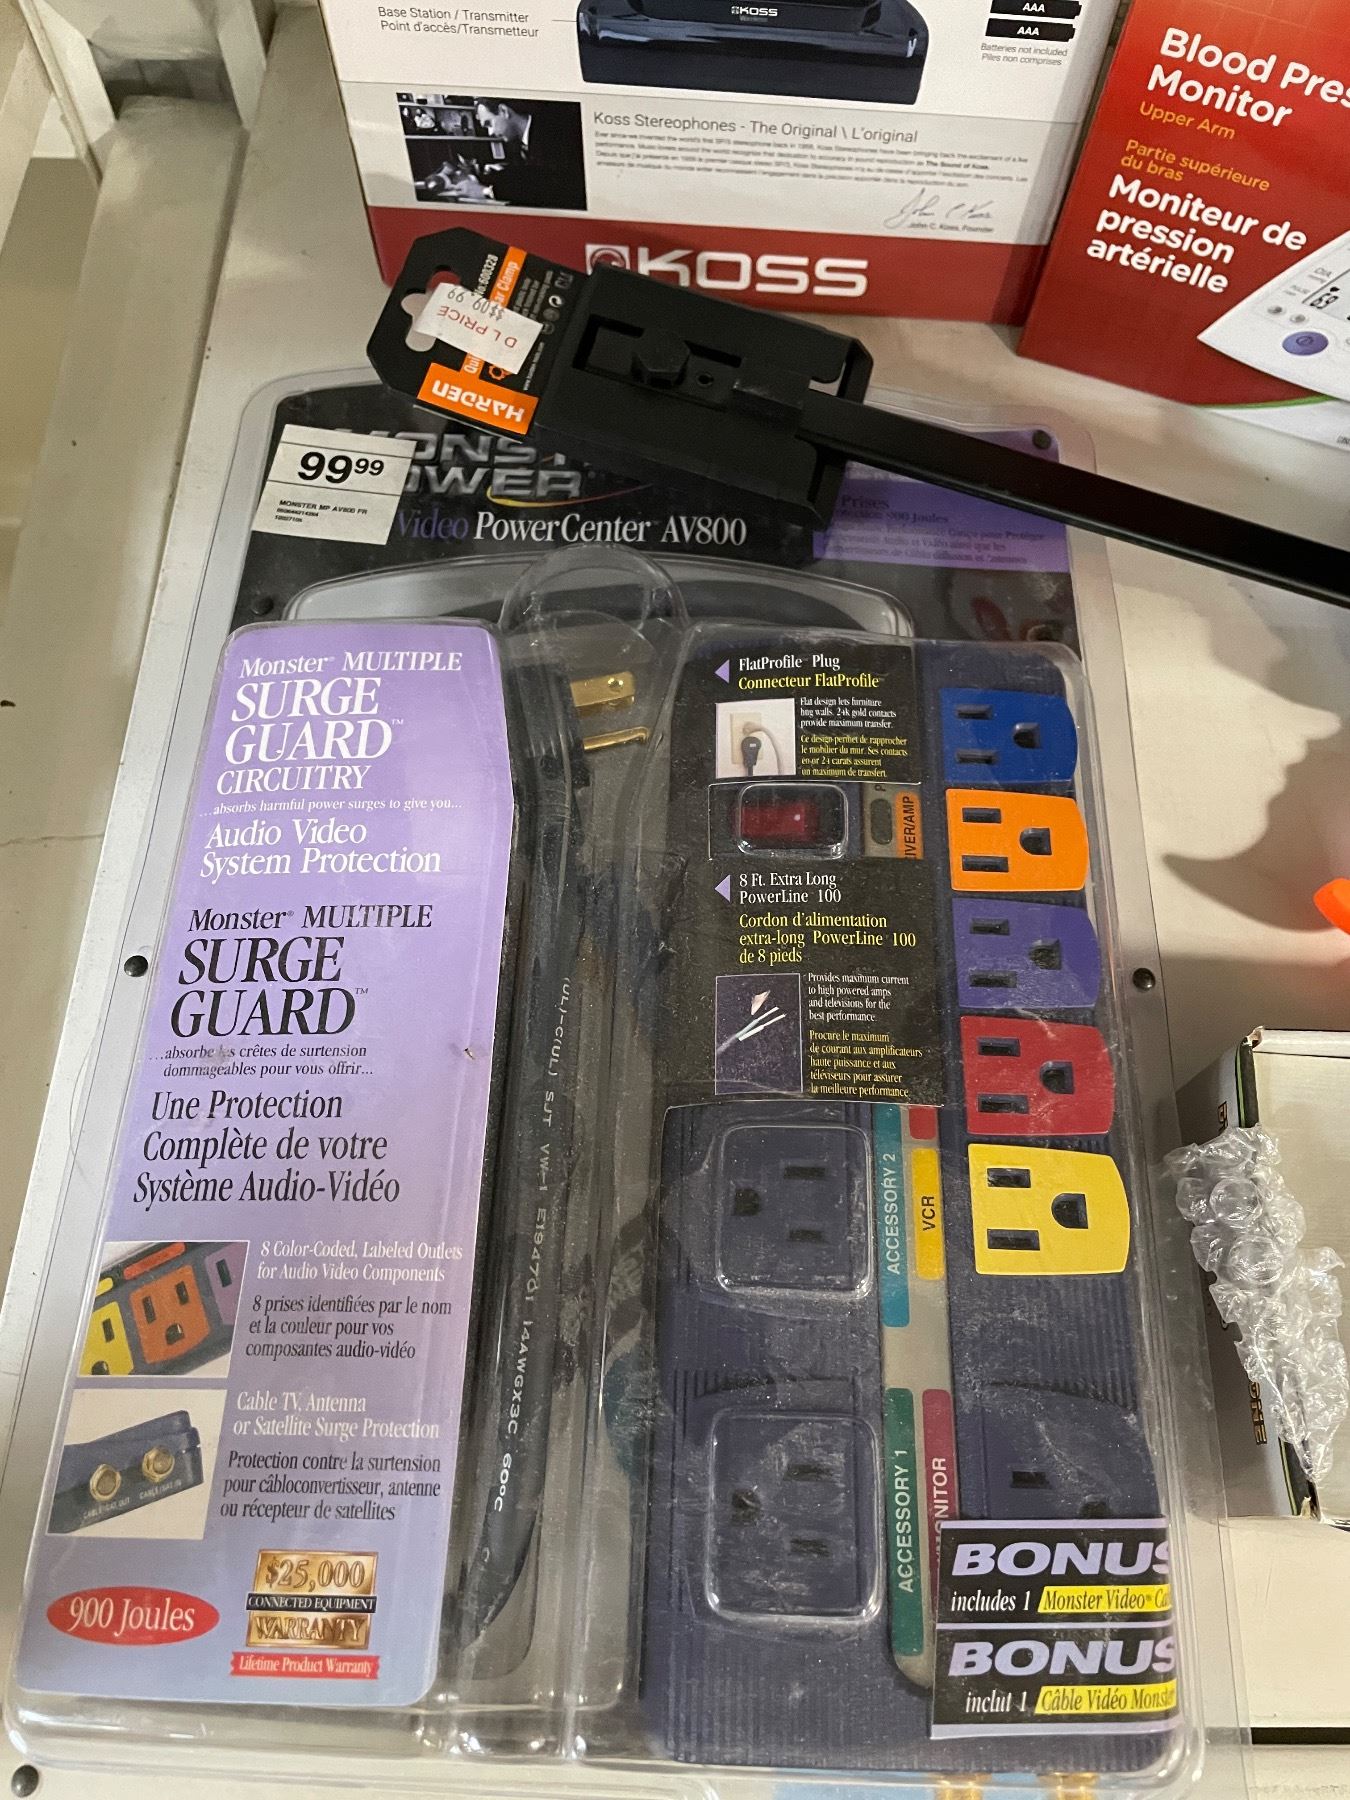 Base Station / Transmitter
Point d'accès/Transmetteur
KOSS
AAA
AAA
Batteries not included
Piles non comprises
Koss Stereophones - The Original \ L'original
John C. Koss, Founder
KOSS
Blood Pres
Monitor
Upper Arm
Partie supérieure
du bras
Moniteur de
pression
artérielle
D L PRICE
HARDEN
99.99
MONSTER MP AV800 FR
Video PowerCenter AV800
Prises
Monster MULTIPLE
SURGE
GUARD™
CIRCUITRY
...absorbs harmful power surges to give you...
Audio Video
System Protection
Monster MULTIPLE
SURGE
GUARD™
...absorbe les crêtes de surtension
dommageables pour vous offrir...
Une Protection
Complète de votre
Système Audio-Vidéo
8 Color-Coded, Labeled Outlets
for Audio Video Components
8 prises identifiées par le nom
et la couleur pour vos
composantes audio-vidéo
Cable TV, Antenna
or Satellite Surge Protection
Protection contre la surtension
pour câbloconvertisseur, antenne
ou récepteur de satellites
900 Joules
$25,000
CONNECTED EQUIPMENT
WARRANTY
Lifetime Product Warranty
FlatProfile Plug
Connecteur FlatProfile
Flat design lets furniture
hug walls. 24k gold contacts
provide maximum transfer.
Ce design permet de rapprocher
le mobilier du mur. Ses contacts
en or 24 carats assurent
un maximum de transfert.
IVER/AMP
8 Ft. Extra Long
PowerLine 100
Cordon d'alimentation
extra-long PowerLine 100
de 8 pieds
Provides maximum current
to high powered amps
and televisions for the
best performance.
Procure le maximum
de courant aux amplificateurs
haute puissance et aux
téléviseurs pour assurer
la meilleure performance.
ACCESSORY 2
VCR
ACCESSORY 1
MONITOR
BONUS
includes 1 Monster Video Ca
BONUS
inclut 1 Câble Vidéo Monst